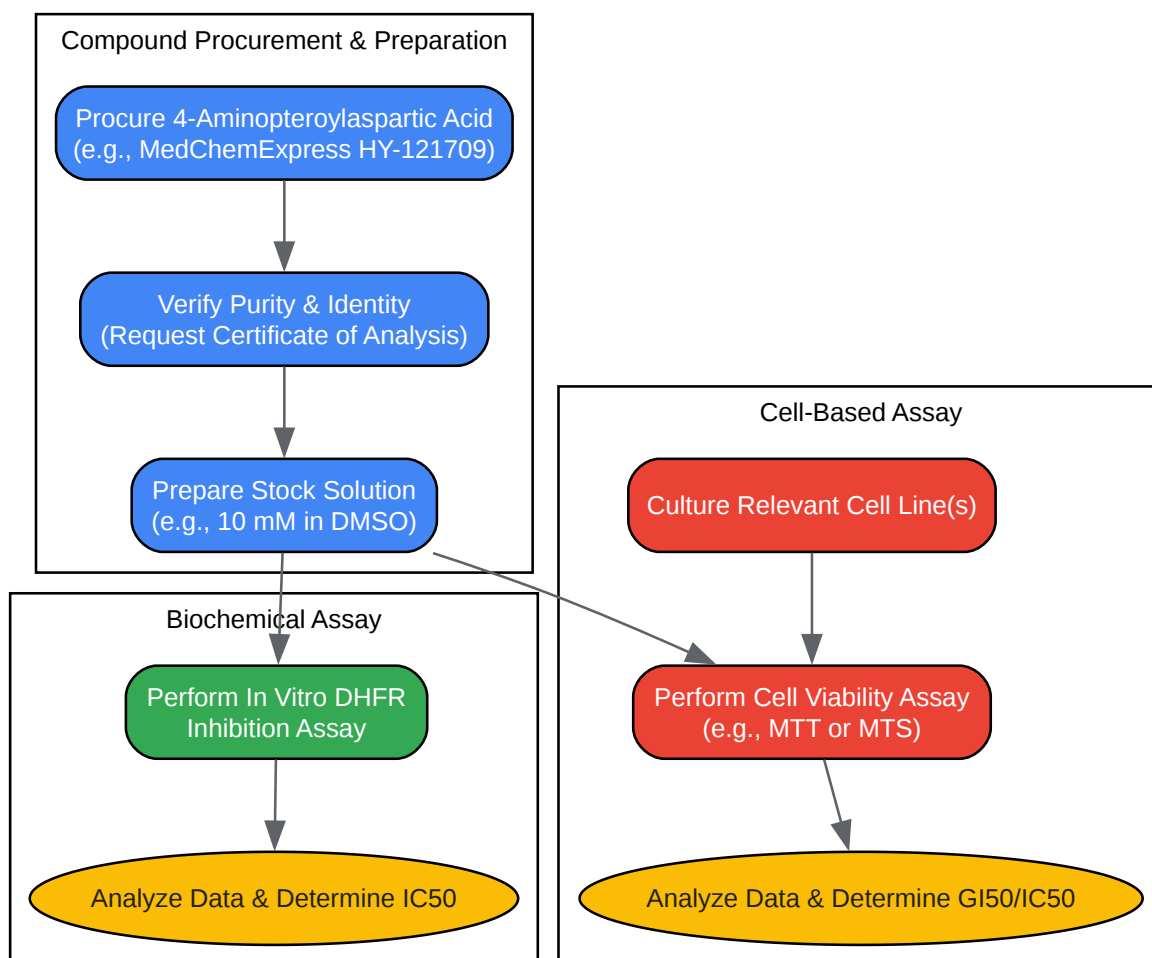 Compound Procurement & Preparation
Procure 4-Aminopteroylaspartic Acid
(e.g., MedChemExpress HY-121709)
Verify Purity & Identity
(Request Certificate of Analysis)
Prepare Stock Solution
(e.g., 10 mM in DMSO)
Biochemical Assay
Perform In Vitro DHFR
Inhibition Assay
Analyze Data & Determine IC50
Cell-Based Assay
Culture Relevant Cell Line(s)
Perform Cell Viability Assay
(e.g., MTT or MTS)
Analyze Data & Determine GI50/IC50